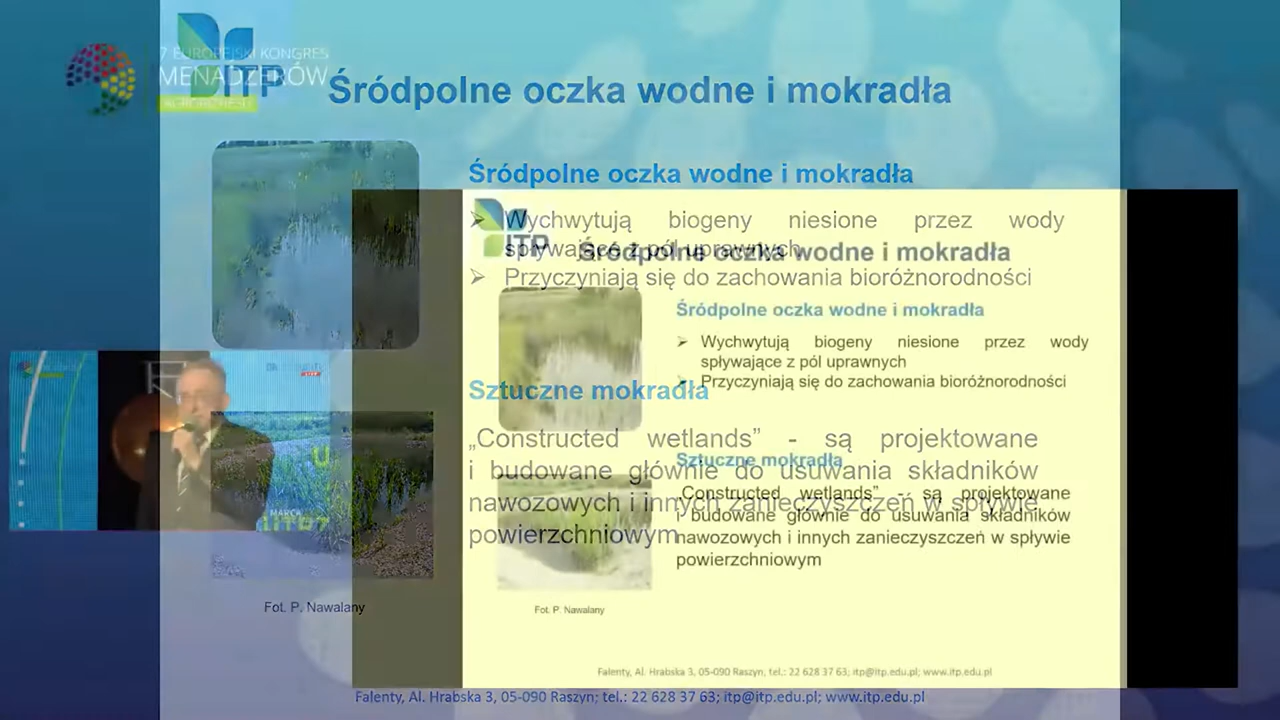 7 EUROPEJSKI KONGRES
MENADŻERÓW
AGROBIZNESU
ITP
Śródpolne oczka wodne i mokradła
Śródpolne oczka wodne i mokradła
Wychwytują biogeny niesione przez wody
spływające z pól uprawnych
Przyczyniają się do zachowania bioróżnorodności
Sztuczne mokradła
„Constructed wetlands” - są projektowane
i budowane głównie do usuwania składników
nawozowych i innych zanieczyszczeń w spływie
powierzchniowym
Fot. P. Nawalany
Falenty, Al. Hrabska 3, 05-090 Raszyn; tel.: 22 628 37 63; itp@itp.edu.pl; www.itp.edu.pl
ITP
Śródpolne oczka wodne i mokradła
Śródpolne oczka wodne i mokradła
Wychwytują biogeny niesione przez wody
spływające z pól uprawnych
Przyczyniają się do zachowania bioróżnorodności
Sztuczne mokradła
„Constructed wetlands” - są projektowane
i budowane głównie do usuwania składników
nawozowych i innych zanieczyszczeń w spływie
powierzchniowym
Fot. P. Nawalany
Falenty, Al. Hrabska 3, 05-090 Raszyn, tel.: 22 628 37 63; itp@itp.edu.pl; www.itp.edu.pl
MARCA